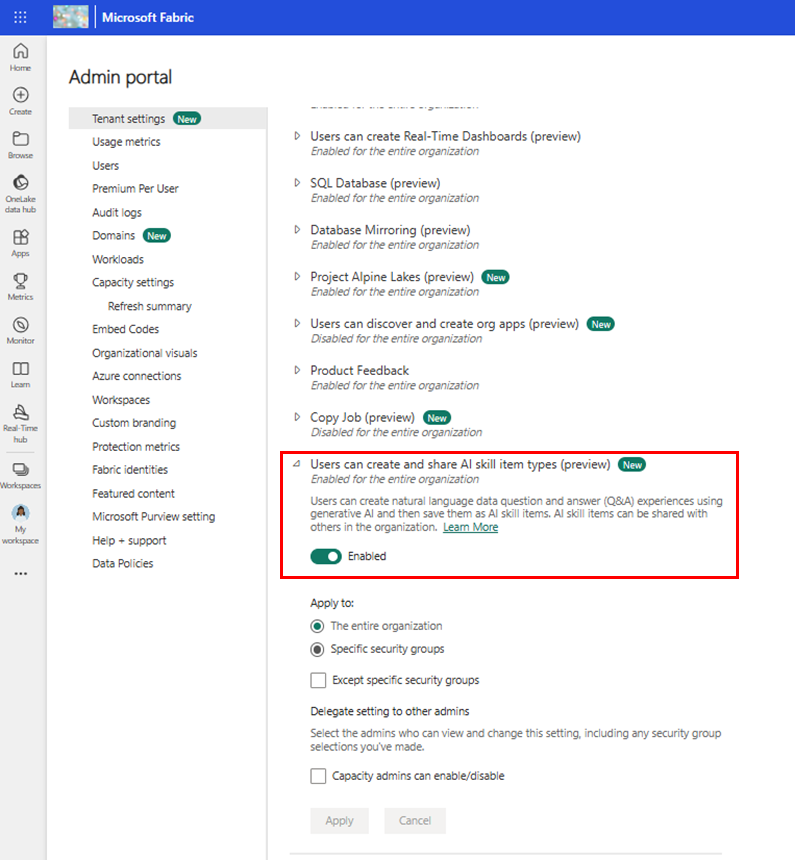 Microsoft Fabric
Home
Create
Browse
OneLake
data hub
Apps
Metrics
Monitor
Learn
Real-Time
hub
Workspaces
My
workspace
Admin portal
Tenant settings New
Usage metrics
Users
Premium Per User
Audit logs
Domains New
Workloads
Capacity settings
Refresh summary
Embed Codes
Organizational visuals
Azure connections
Workspaces
Custom branding
Protection metrics
Fabric identities
Featured content
Microsoft Purview setting
Help + support
Data Policies
Enabled for the entire organization
Users can create Real-Time Dashboards (preview)
Enabled for the entire organization
SQL Database (preview)
Enabled for the entire organization
Database Mirroring (preview)
Enabled for the entire organization
Project Alpine Lakes (preview) New
Enabled for the entire organization
Users can discover and create org apps (preview) New
Disabled for the entire organization
Product Feedback
Enabled for the entire organization
Copy Job (preview) New
Disabled for the entire organization
Users can create and share AI skill item types (preview) New
Enabled for the entire organization
Users can create natural language data question and answer (Q&A) experiences using
generative AI and then save them as AI skill items. AI skill items can be shared with
others in the organization. Learn More
Enabled
Apply to:
The entire organization
Specific security groups
Except specific security groups
Delegate setting to other admins
Select the admins who can view and change this setting, including any security group
selections you've made.
Capacity admins can enable/disable
Apply
Cancel